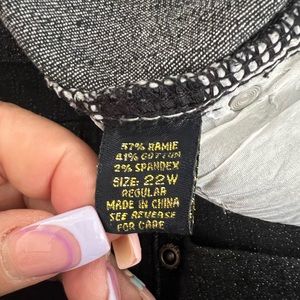 57% RAMIE
41% COTTON
2% SPANDEX
SIZE: 22W
REGULAR
MADE IN CHINA
SEE REVERSE
FOR CARE